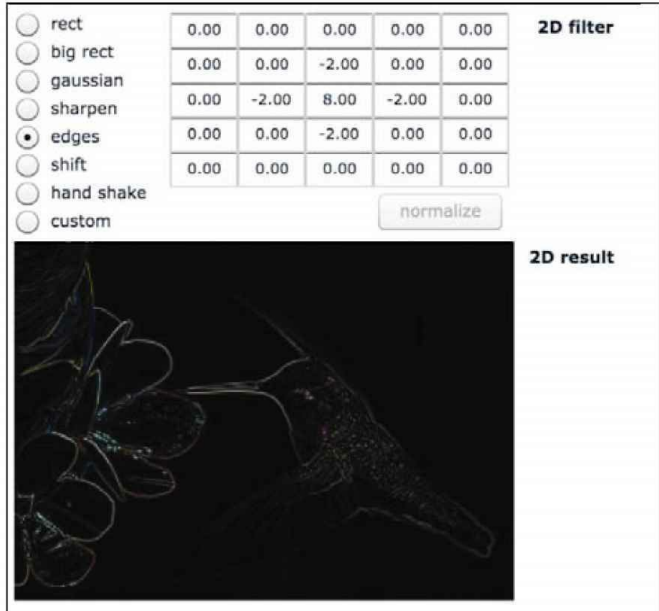 rect
big rect
gaussian
sharpen
edges
shift
hand shake
custom
0.00 0.00 0.00 0.00 0.00
0.00 0.00 -2.00 0.00 0.00
0.00 -2.00 8.00 -2.00 0.00
0.00 0.00 -2.00 0.00 0.00
0.00 0.00 0.00 0.00 0.00
normalize
2D filter
2D result